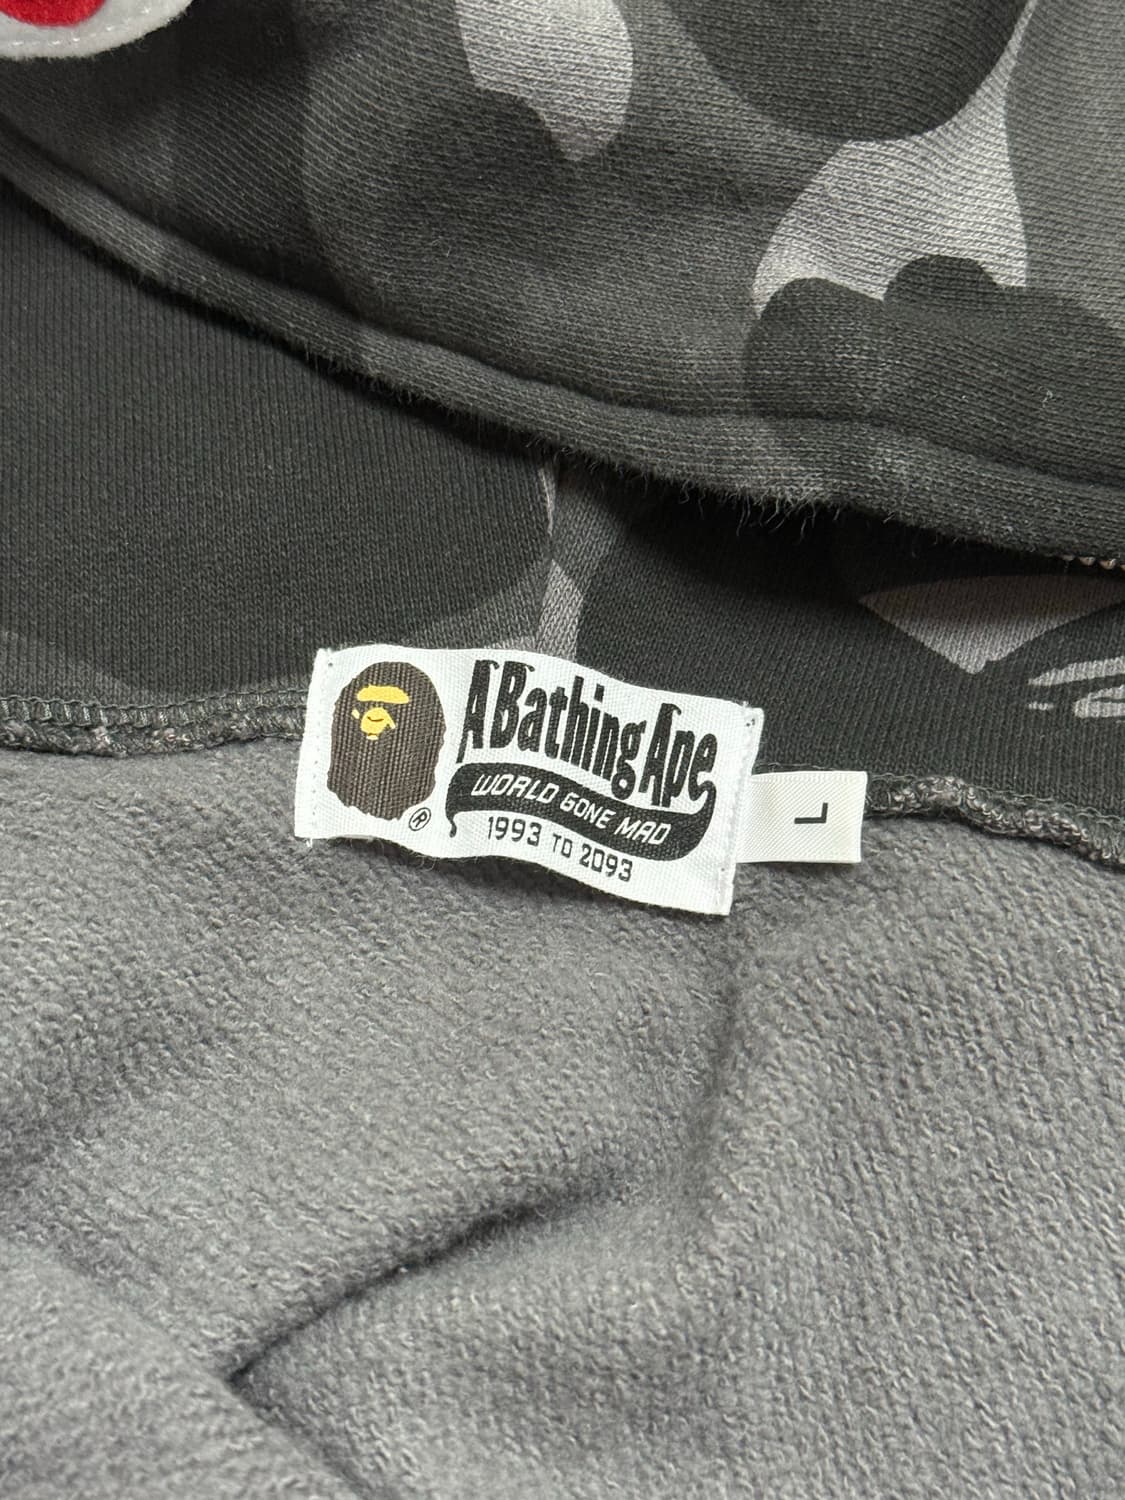 A Bathing Ape
WORLD GONE MAD
1993 TO 2093
®
L